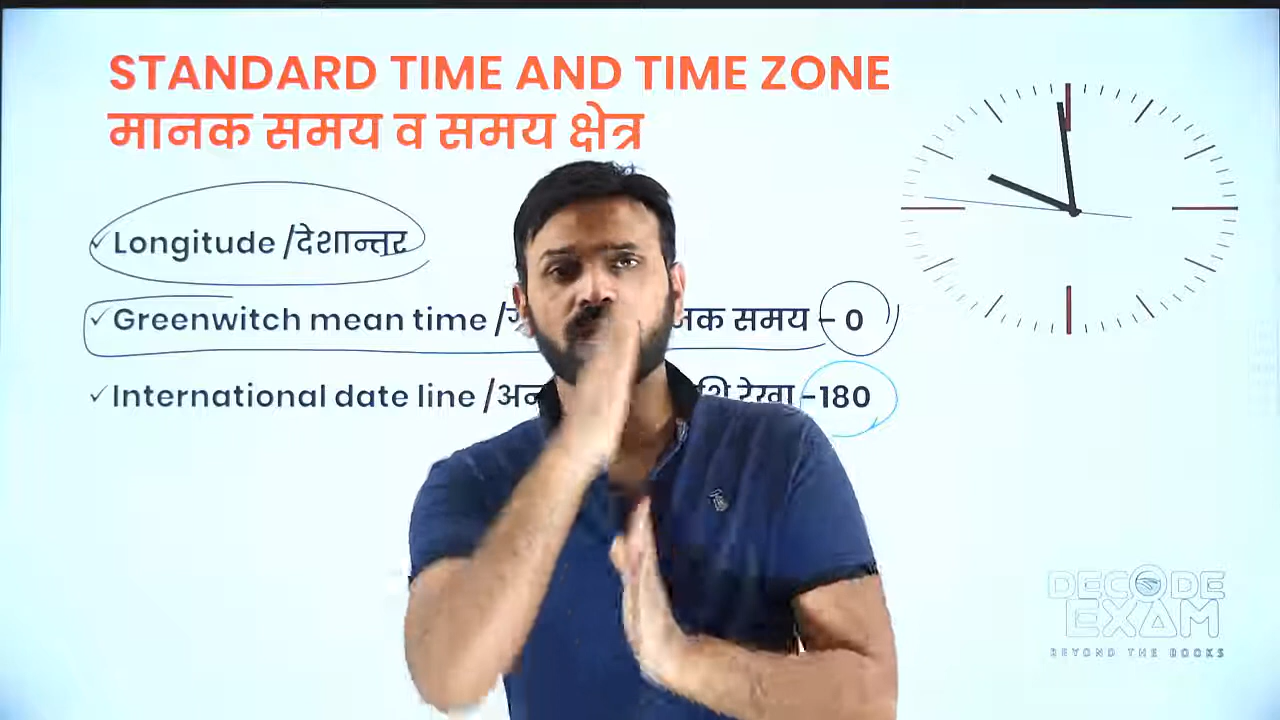 STANDARD TIME AND TIME ZONE
मानक समय व समय क्षेत्र
Longitude /देशान्तर
Greenwitch mean time / समय – 0
International date line / रेखा -180
DECODE
EXAM
BEYOND THE BOOKS